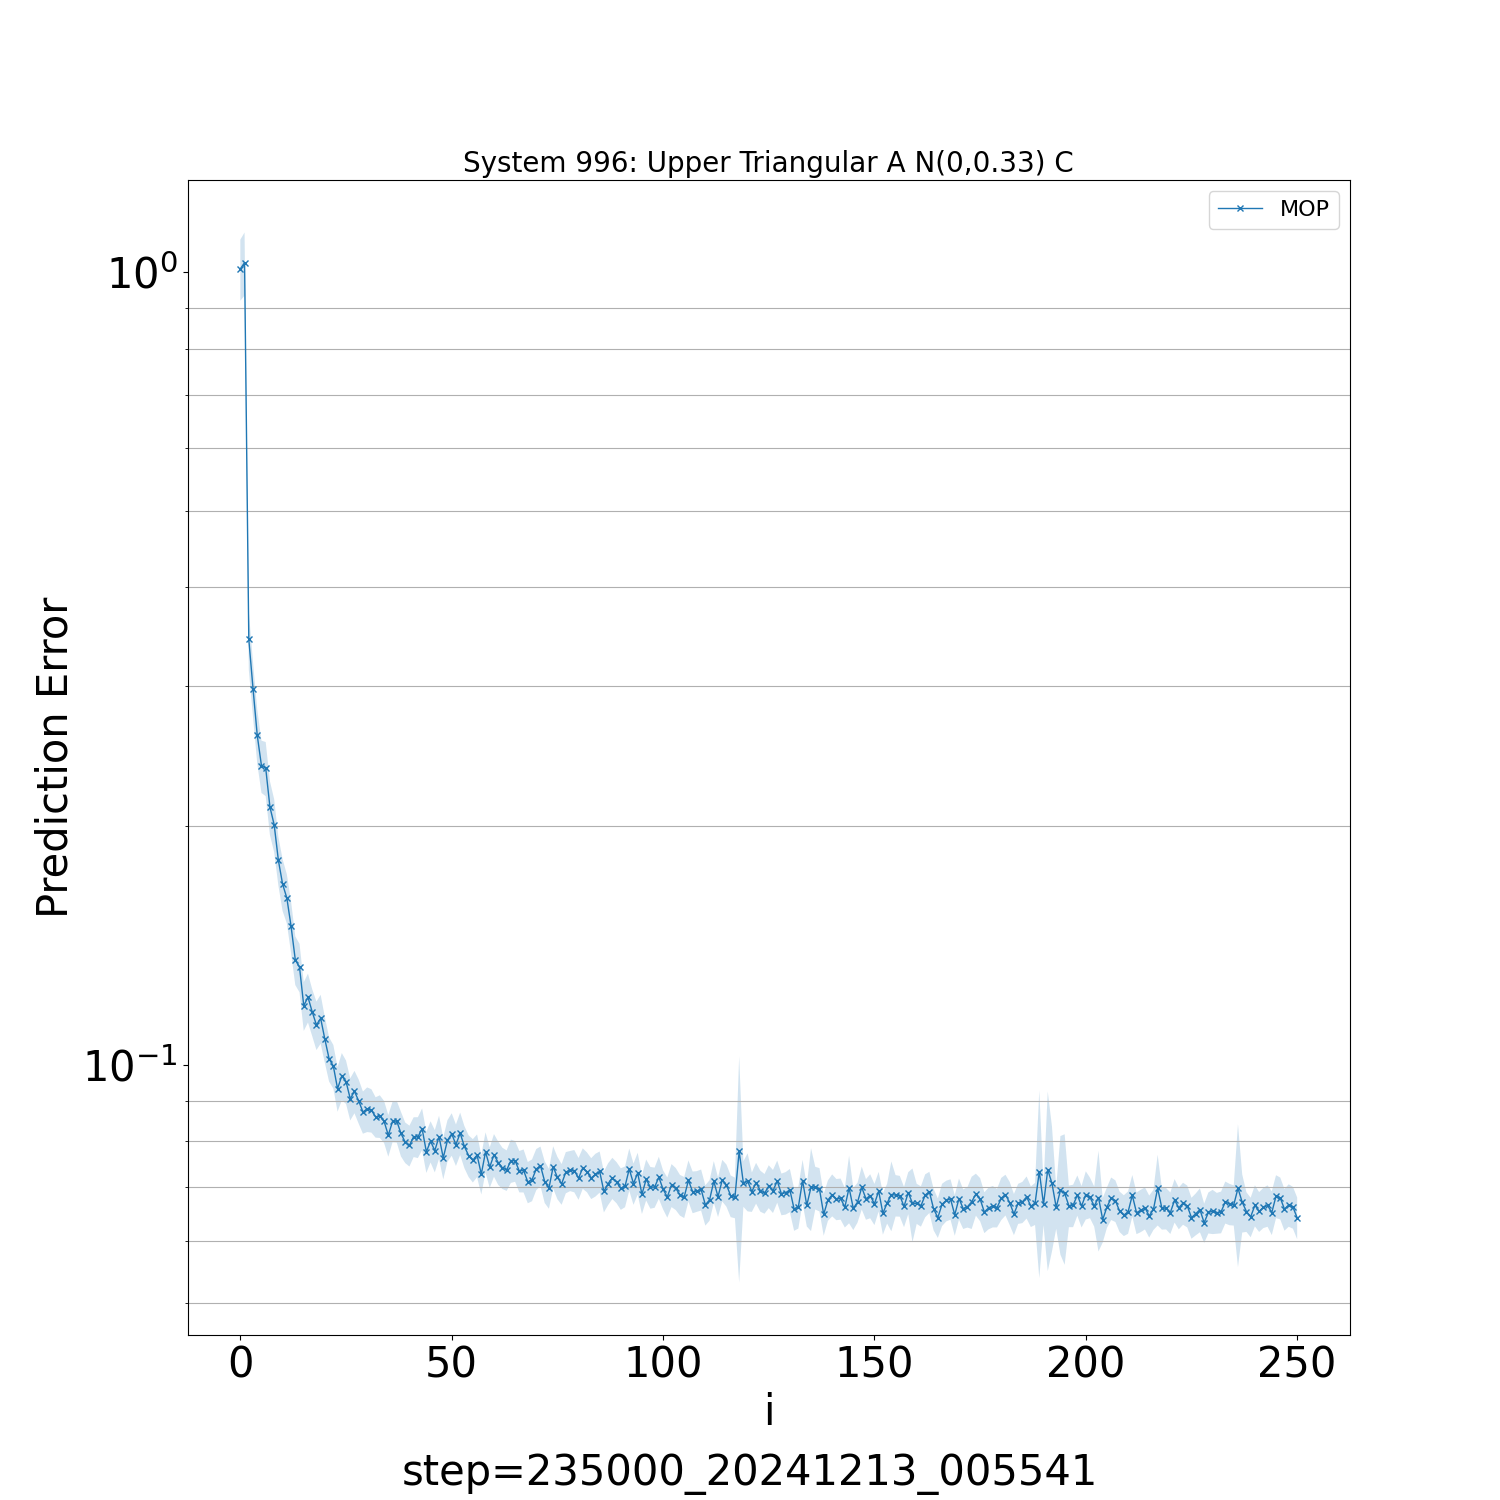 System 996: Upper Triangular A N(0,0.33) C
MOP
10⁰
10⁻¹
Prediction Error
0 50 100 150 200 250
i
step=235000_20241213_005541